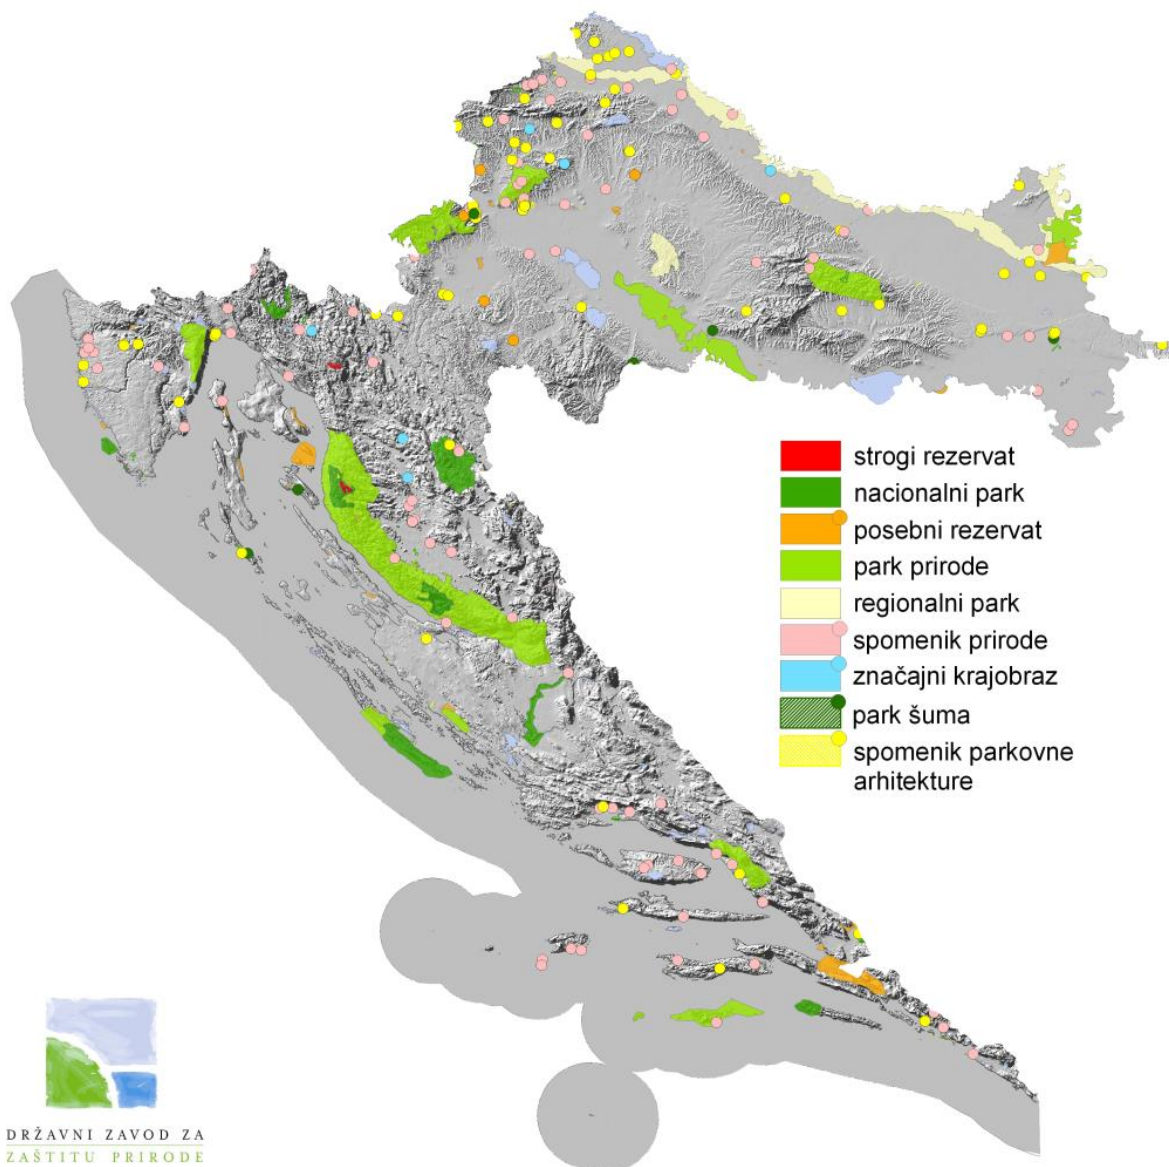 strogi rezervat
nacionalni park
posebni rezervat
park prirode
regionalni park
spomenik prirode
značajni krajobraz
park šuma
spomenik parkovne
arhitekture
DRŽAVNI ZAVOD ZA
ZAŠTITU PRIRODE